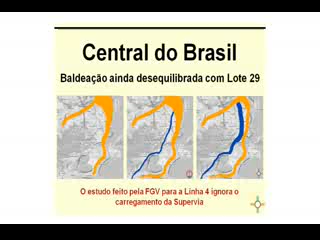 Central do Brasil
Baldeação ainda desequilibrada com Lote 29
O estudo feito pela FGV para a Linha 4 ignora o
carregamento da Supervia